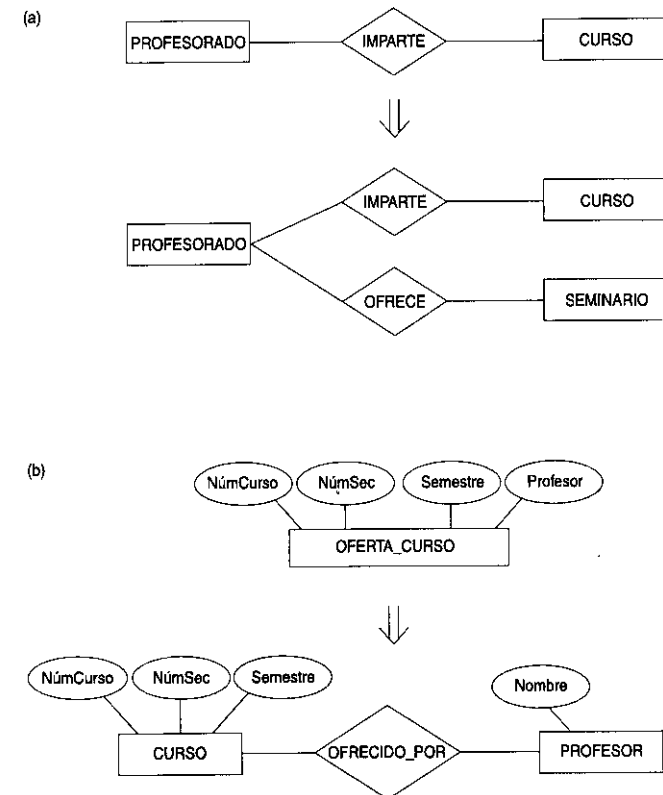 (a)
PROFESORADO IMPARTE CURSO
IMPARTE CURSO
PROFESORADO
OFRECE SEMINARIO
(b)
NúmCurso NúmSec Semestre Profesor
OFERTA_CURSO
NúmCurso NúmSec Semestre
Nombre
CURSO OFRECIDO_POR PROFESOR